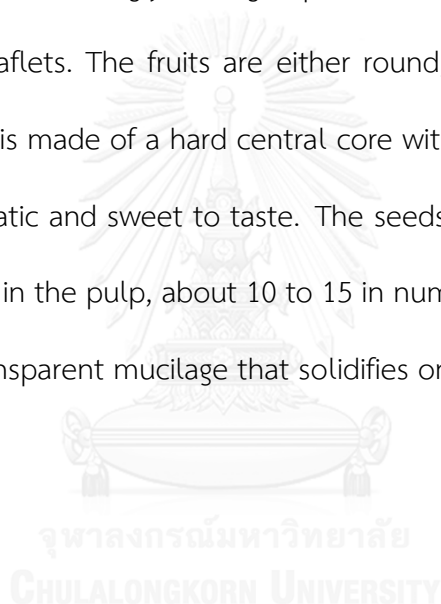 aflets. The fruits are either round
is made of a hard central core wit
atic and sweet to taste. The seeds
in the pulp, about 10 to 15 in num
nsparent mucilage that solidifies or
จุฬาลงกรณ์มหาวิทยาลัย
CHULALONGKORN UNIVERSITY